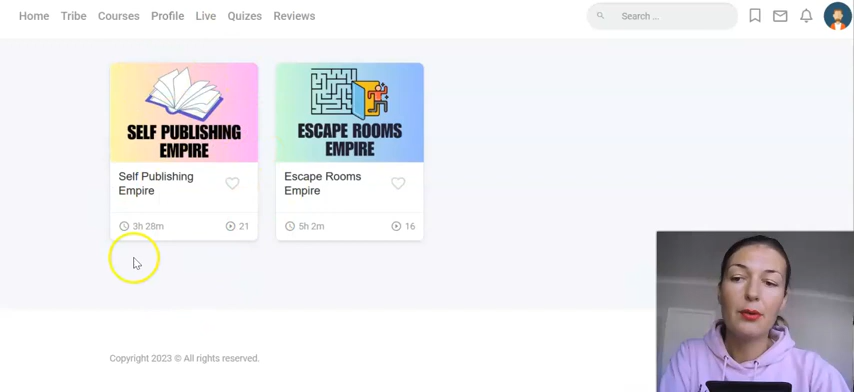 Home Tribe Courses Profile Live Quizes Reviews Search ...
SELF PUBLISHING
EMPIRE
Self Publishing
Empire
3h 28m 21
ESCAPE ROOMS
EMPIRE
Escape Rooms
Empire
5h 2m 16
Copyright 2023 © All rights reserved.